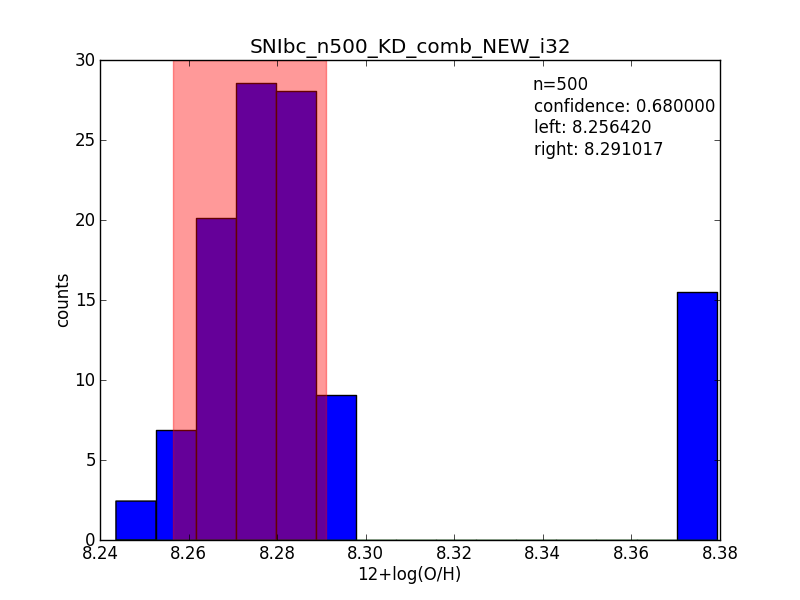 SNIbc_n500_KD_comb_NEW_i32
30
25
20
15
10
5
0
counts
n=500
confidence: 0.680000
left: 8.256420
right: 8.291017
8.24 8.26 8.28 8.30 8.32 8.34 8.36 8.38
12+log(O/H)